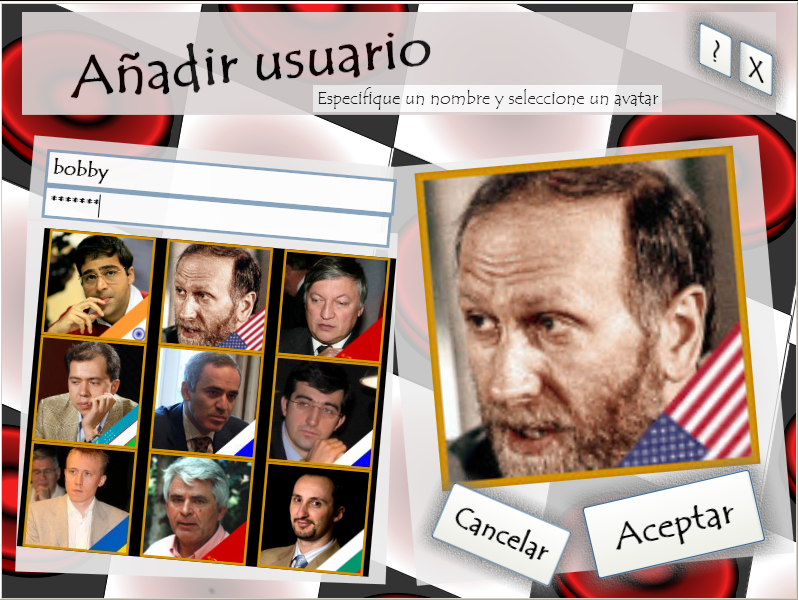 Añadir usuario
? X
Especifique un nombre y seleccione un avatar
bobby
*******
Cancelar
Aceptar